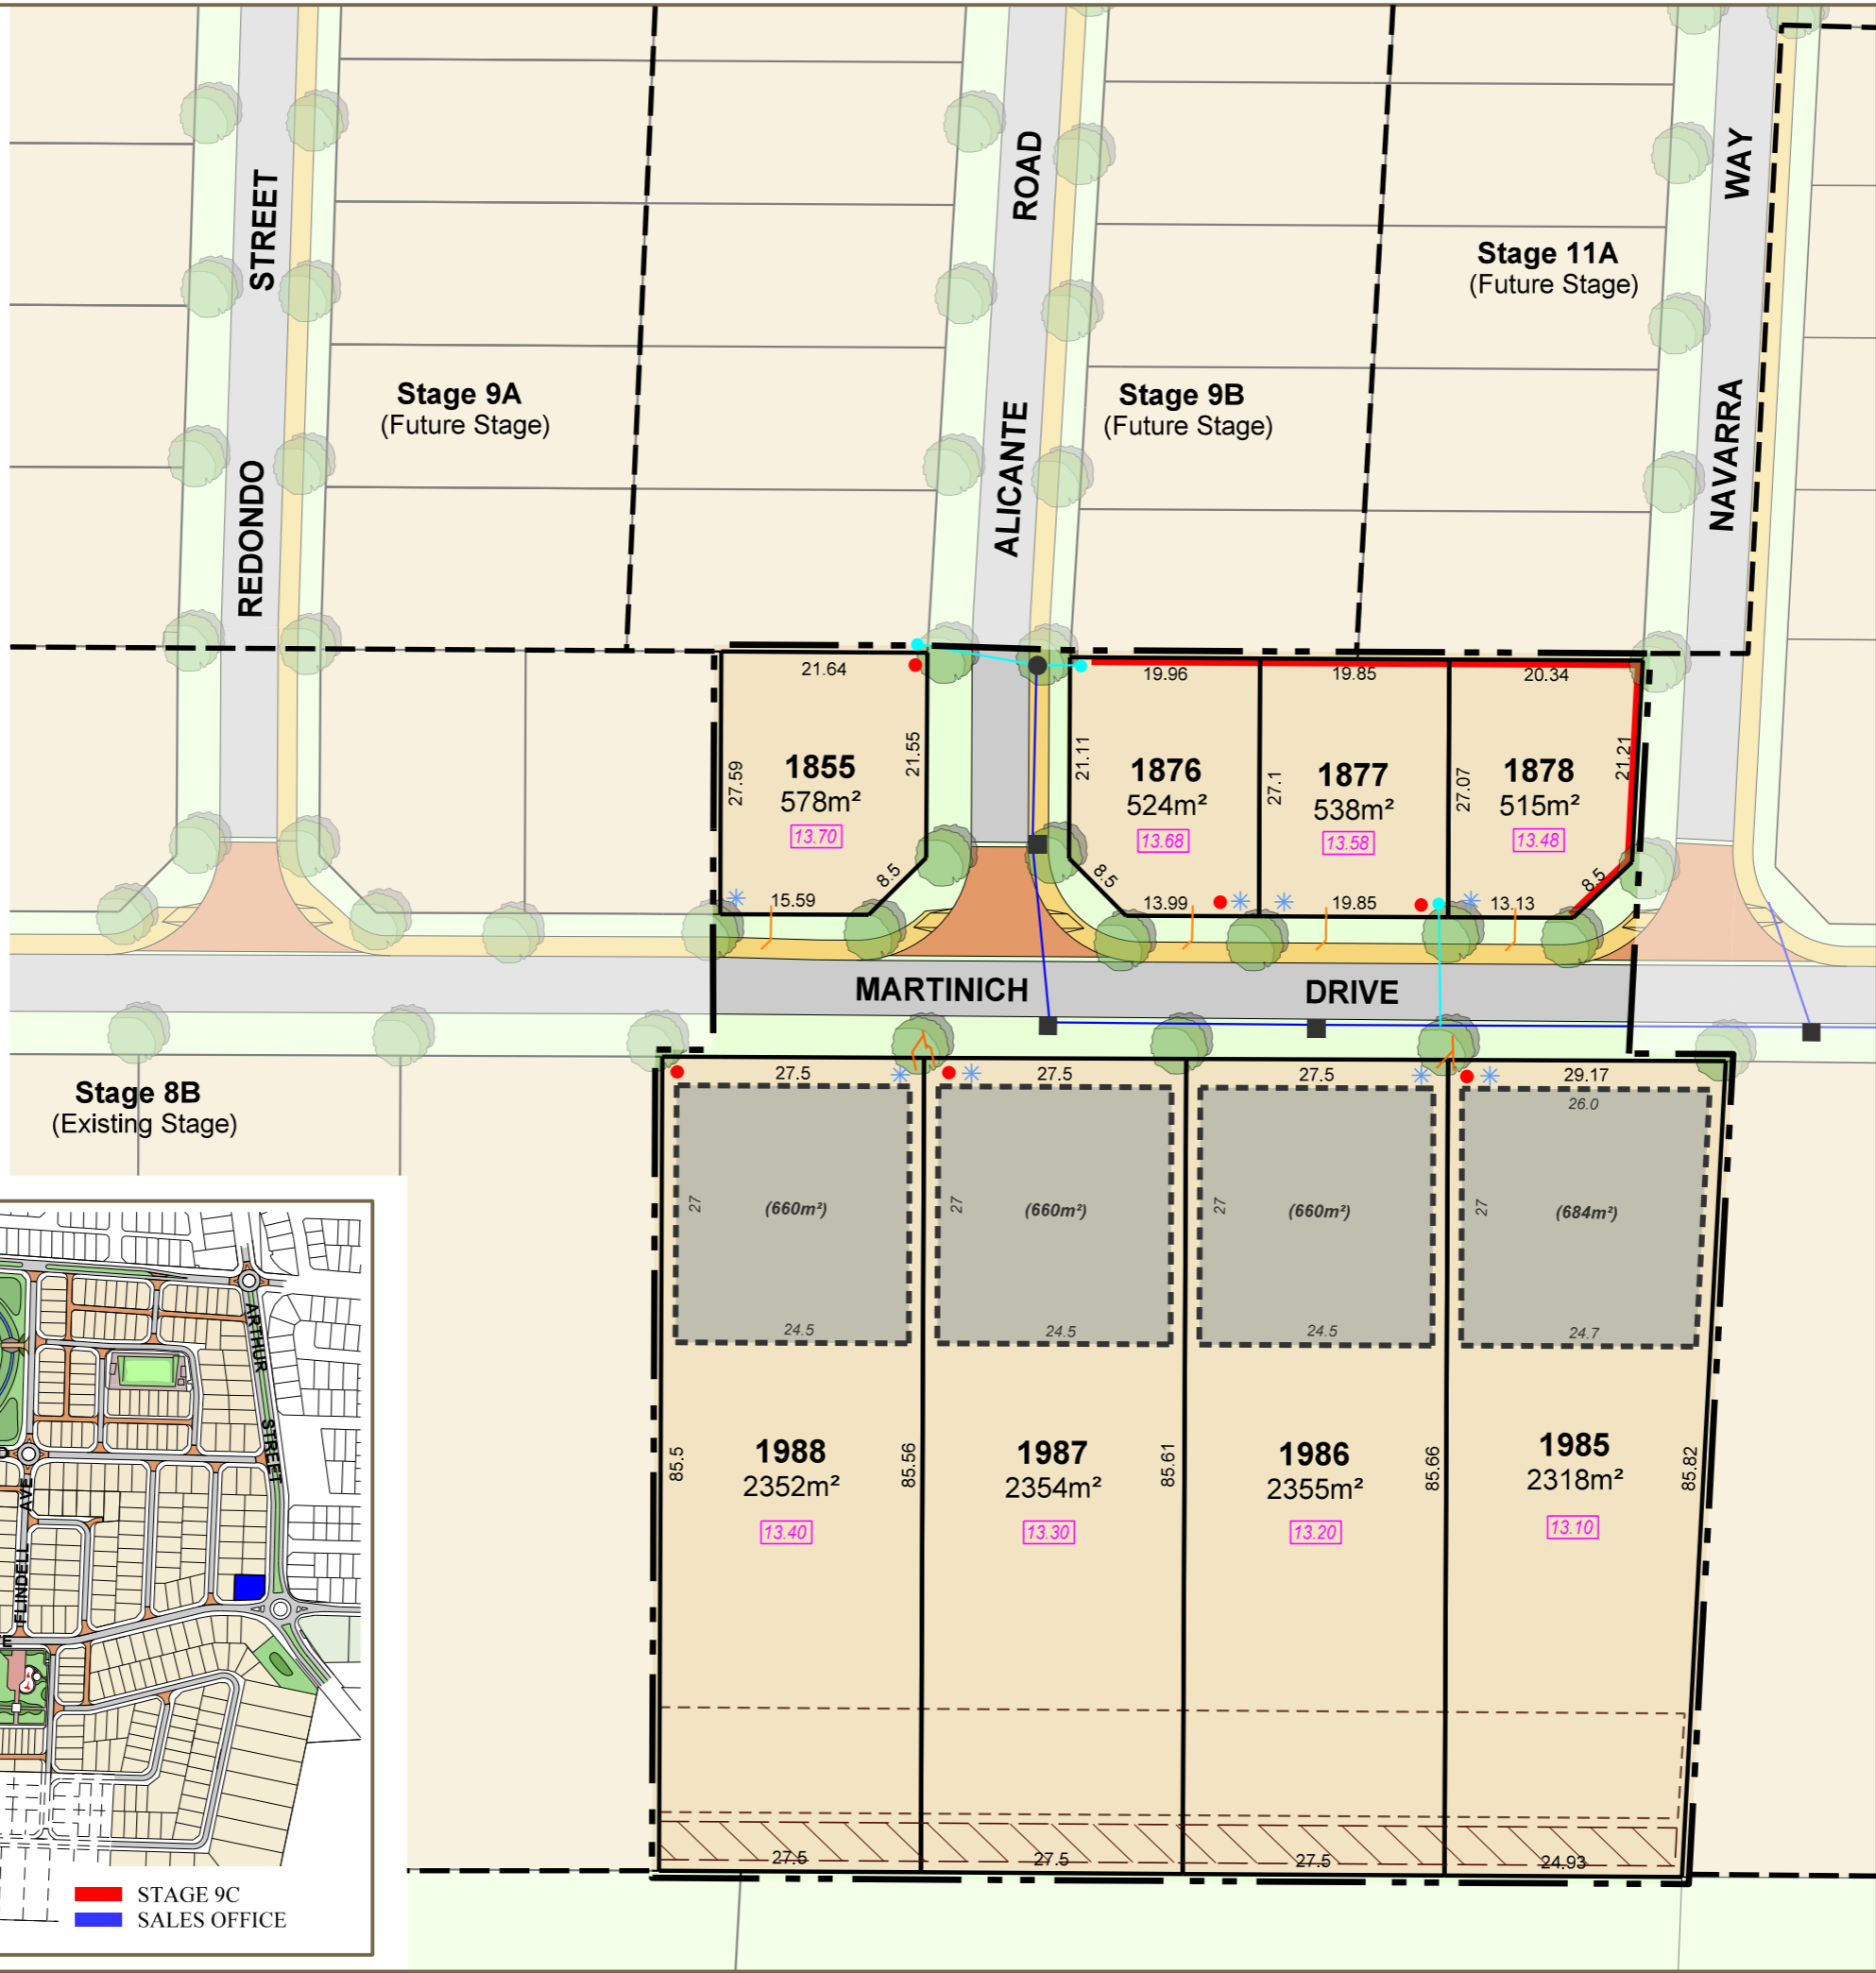 REDONDO STREET
ALICANTE ROAD
NAVARRA WAY
Stage 11A
(Future Stage)
Stage 9A
(Future Stage)
Stage 9B
(Future Stage)
21.64
27.59
21.55
1855
578m²
13.70
15.59
8.5
19.96
21.11
1876
524m²
13.68
8.5
13.99
19.85
27.1
1877
538m²
13.58
19.85
20.34
27.07
21.21
1878
515m²
13.48
13.13
8.5
MARTINICH DRIVE
Stage 8B
(Existing Stage)
27.5
27
(660m²)
24.5
85.5
1988
2352m²
13.40
85.56
27.5
27.5
27
(660m²)
24.5
1987
2354m²
13.30
85.61
27.5
27.5
27
(660m²)
24.5
1986
2355m²
13.20
85.66
27.5
29.17
26.0
27
(684m²)
24.7
1985
2318m²
13.10
85.82
24.93
ARTHUR STREET
FLINDELL AVE
STAGE 9C
SALES OFFICE